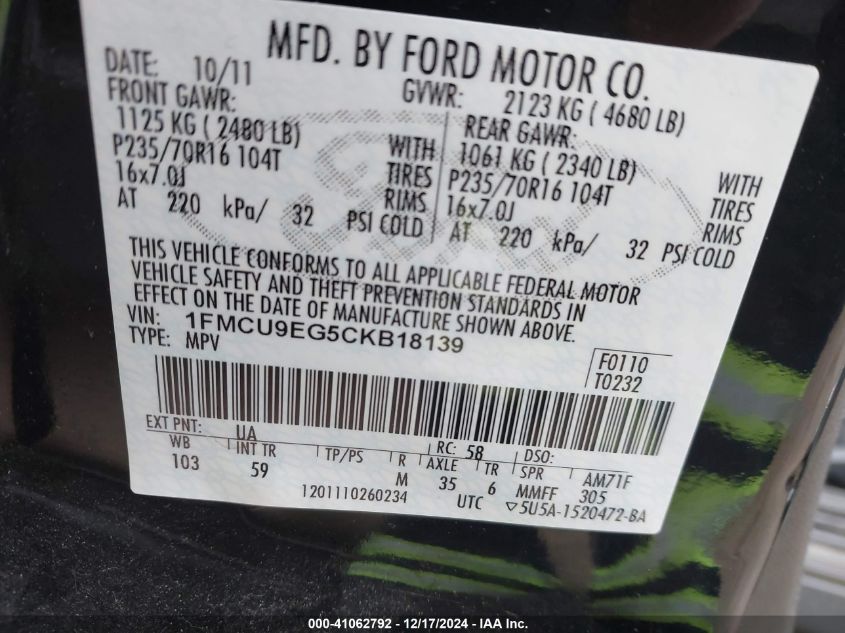 MFD. BY FORD MOTOR CO.
DATE: 10/11 GVWR: 2123 KG ( 4680 LB)
FRONT GAWR: REAR GAWR:
1125 KG ( 2480 LB) WITH 1061 KG ( 2340 LB) WITH
P235/70R16 104T TIRES P235/70R16 104T TIRES
16x7.0J RIMS 16x7.0J RIMS
AT 220 kPa/ 32 PSI COLD AT 220 kPa/ 32 PSI COLD
THIS VEHICLE CONFORMS TO ALL APPLICABLE FEDERAL MOTOR
VEHICLE SAFETY AND THEFT PREVENTION STANDARDS IN
EFFECT ON THE DATE OF MANUFACTURE SHOWN ABOVE.
VIN: 1FMCU9EG5CKB18139
TYPE: MPV
F0110
T0232
EXT PNT: UA RC: 58 DSO:
WB INT TR TP/PS R AXLE TR SPR AM71F
103 59 M 35 6 MMFF 305
1201110260234 UTC ▽5U5A-1520472-BA
000-41062792 - 12/17/2024 - IAA Inc.